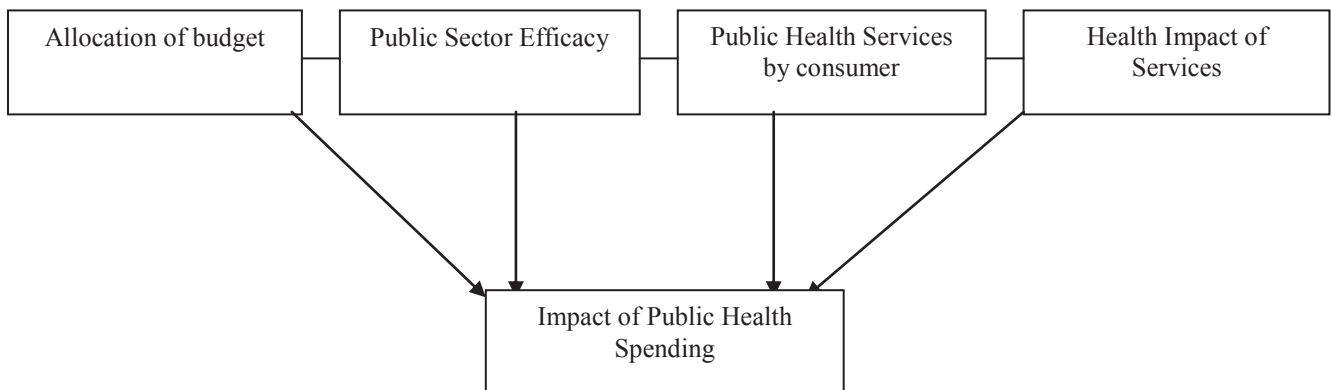 Allocation of budget
Public Sector Efficacy
Public Health Services
by consumer
Health Impact of
Services
Impact of Public Health
Spending